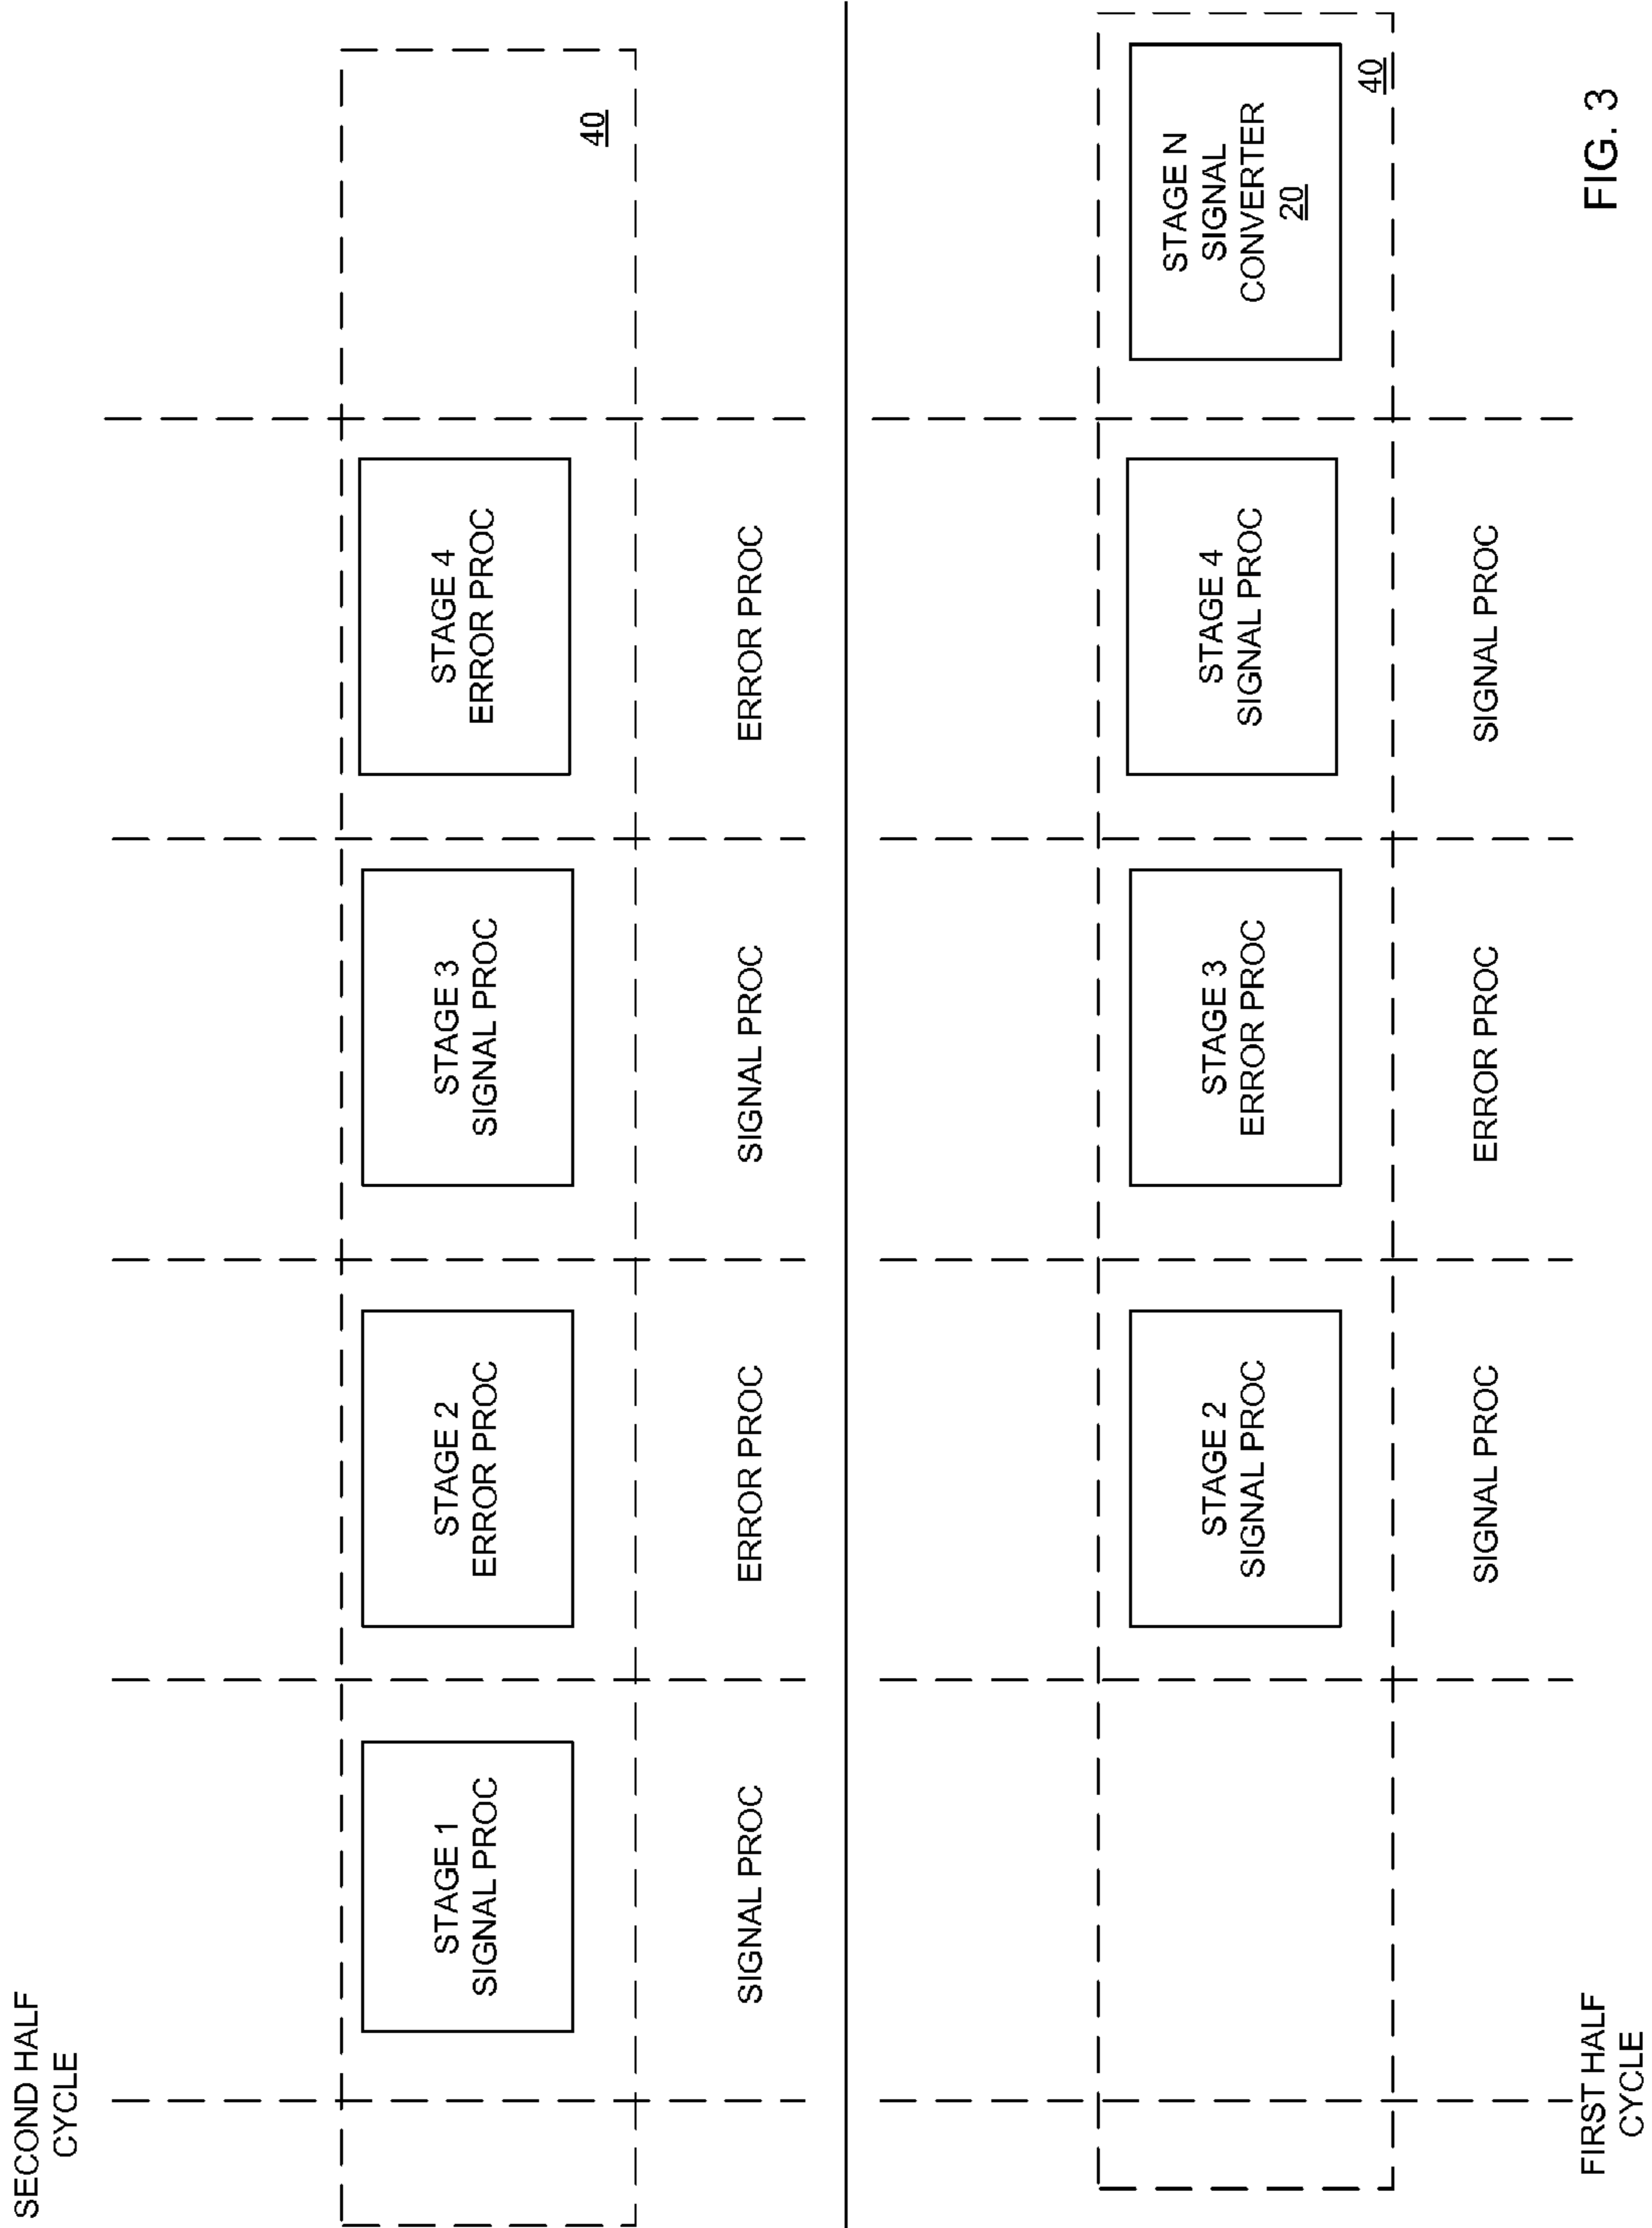 SECOND HALF
CYCLE
STAGE 1
SIGNAL PROC
STAGE 2
ERROR PROC
STAGE 3
SIGNAL PROC
STAGE 4
ERROR PROC
40
SIGNAL PROC
ERROR PROC
SIGNAL PROC
ERROR PROC
STAGE 2
SIGNAL PROC
STAGE 3
ERROR PROC
STAGE 4
SIGNAL PROC
STAGE N
SIGNAL
CONVERTER
20
40
SIGNAL PROC
ERROR PROC
SIGNAL PROC
FIRST HALF
CYCLE
FIG. 3